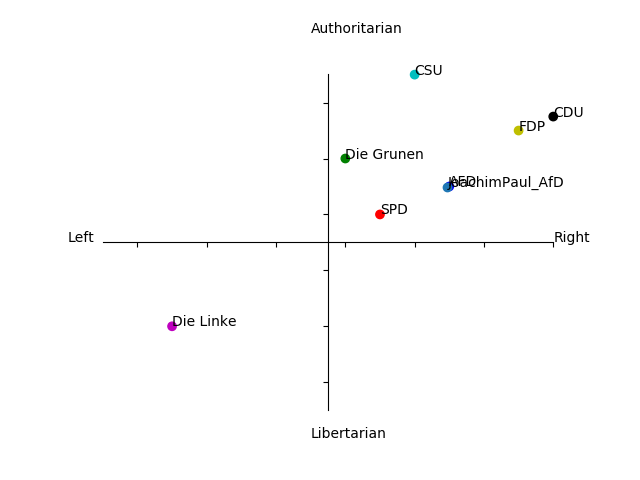 Authoritarian
CSU
CDU
FDP
Die Grunen
AFD
JoachimPaul_AfD
SPD
Left
Right
Die Linke
Libertarian